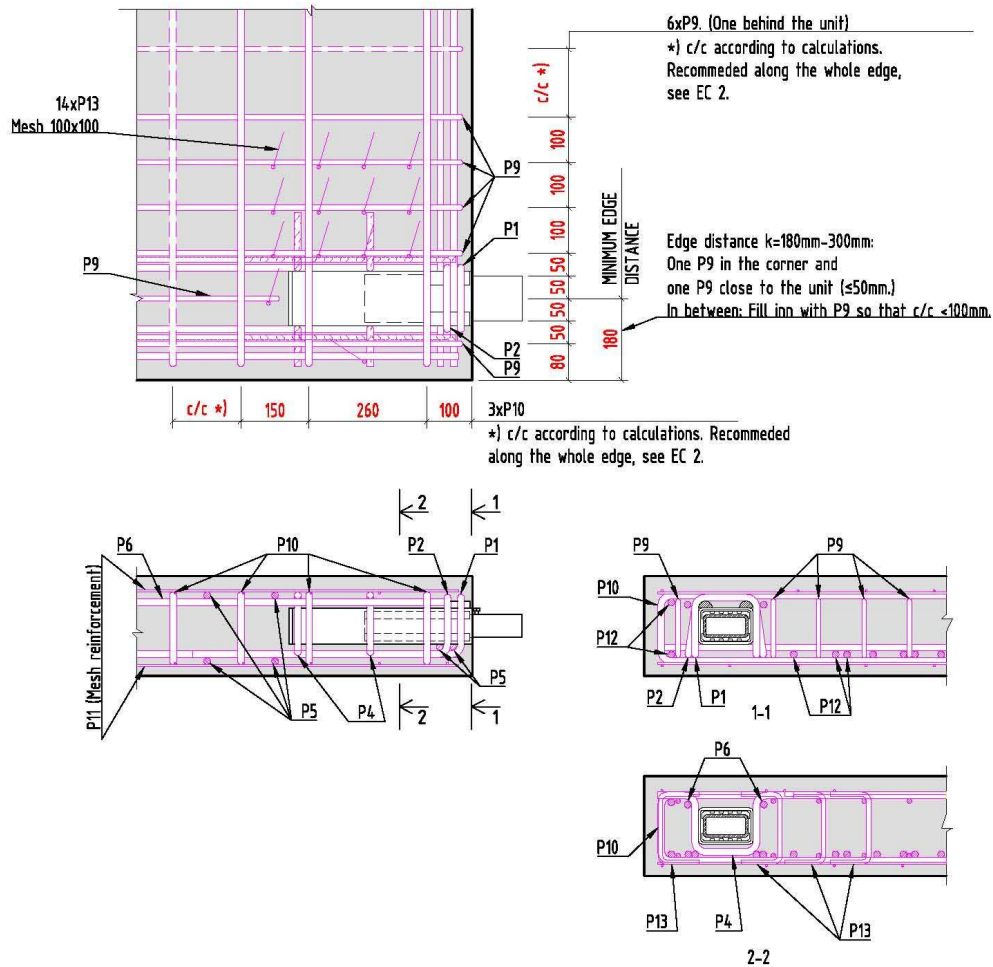 6xP9. (One behind the unit)
*) c/c according to calculations.
Recommeded along the whole edge,
see EC 2.
c/c *)
14xP13
Mesh 100x100
100
100
100
P9
P1
P9
50
50
50
50
80
MINIMUM EDGE
DISTANCE
180
Edge distance k=180mm-300mm:
One P9 in the corner and
one P9 close to the unit (≤50mm.)
In between: Fill inn with P9 so that c/c <100mm.
P2
P9
c/c *)
150
260
100
3xP10
*) c/c according to calculations. Recommeded
along the whole edge, see EC 2.
2
1
P6
P10
P2
P1
P11 (Mesh reinforcement)
P5
P4
P5
2
1
P9
P9
P10
P12
P2
P1
P12
1-1
P6
P10
P13
P4
P13
2-2